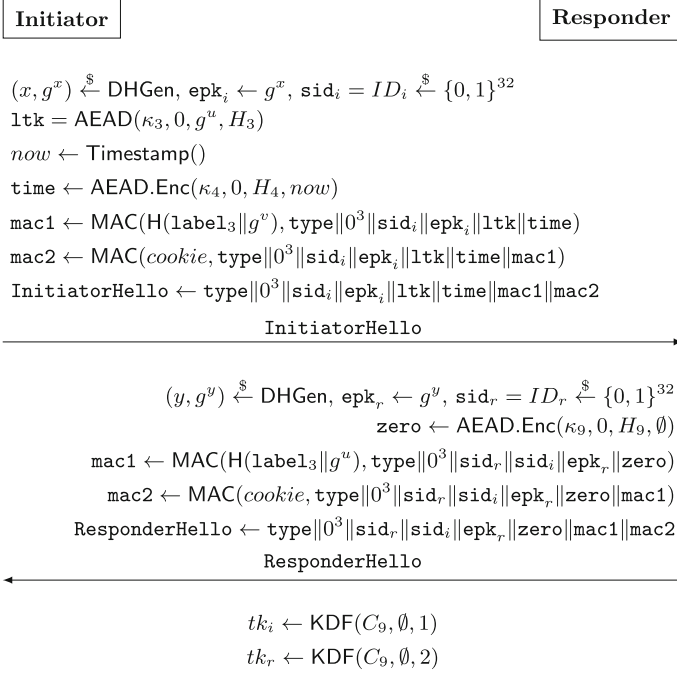 Initiator
Responder
(x, g^x) ←$ DHGen, epk_i ← g^x, sid_i = ID_i ←$ {0,1}^32
ltk = AEAD(κ_3, 0, g^u, H_3)
now ← Timestamp()
time ← AEAD.Enc(κ_4, 0, H_4, now)
mac1 ← MAC(H(label_3‖g^v), type‖0^3‖sid_i‖epk_i‖ltk‖time)
mac2 ← MAC(cookie, type‖0^3‖sid_i‖epk_i‖ltk‖time‖mac1)
InitiatorHello ← type‖0^3‖sid_i‖epk_i‖ltk‖time‖mac1‖mac2
InitiatorHello
(y, g^y) ←$ DHGen, epk_r ← g^y, sid_r = ID_r ←$ {0,1}^32
zero ← AEAD.Enc(κ_9, 0, H_9, ∅)
mac1 ← MAC(H(label_3‖g^u), type‖0^3‖sid_r‖sid_i‖epk_r‖zero)
mac2 ← MAC(cookie, type‖0^3‖sid_r‖sid_i‖epk_r‖zero‖mac1)
ResponderHello ← type‖0^3‖sid_r‖sid_i‖epk_r‖zero‖mac1‖mac2
ResponderHello
tk_i ← KDF(C_9, ∅, 1)
tk_r ← KDF(C_9, ∅, 2)